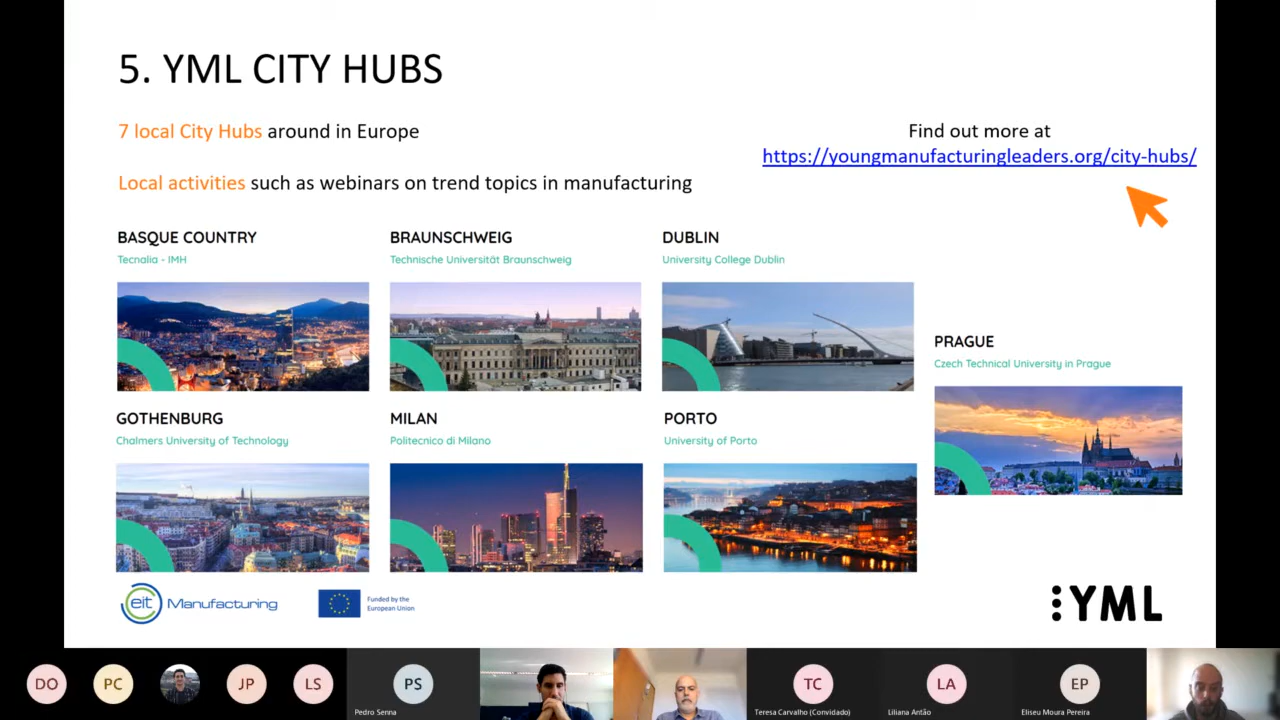 5. YML CITY HUBS
7 local City Hubs around in Europe
Find out more at
https://youngmanufacturingleaders.org/city-hubs/
Local activities such as webinars on trend topics in manufacturing
BASQUE COUNTRY
Tecnalia - IMH
BRAUNSCHWEIG
Technische Universität Braunschweig
DUBLIN
University College Dublin
PRAGUE
Czech Technical University in Prague
GOTHENBURG
Chalmers University of Technology
MILAN
Politecnico di Milano
PORTO
University of Porto
eit Manufacturing
Funded by the
European Union
YML
DO
PC
JP
LS
PS
Pedro Senna
TC
Teresa Carvalho (Convidado)
LA
Liliana Antão
EP
Eliseu Moura Pereira